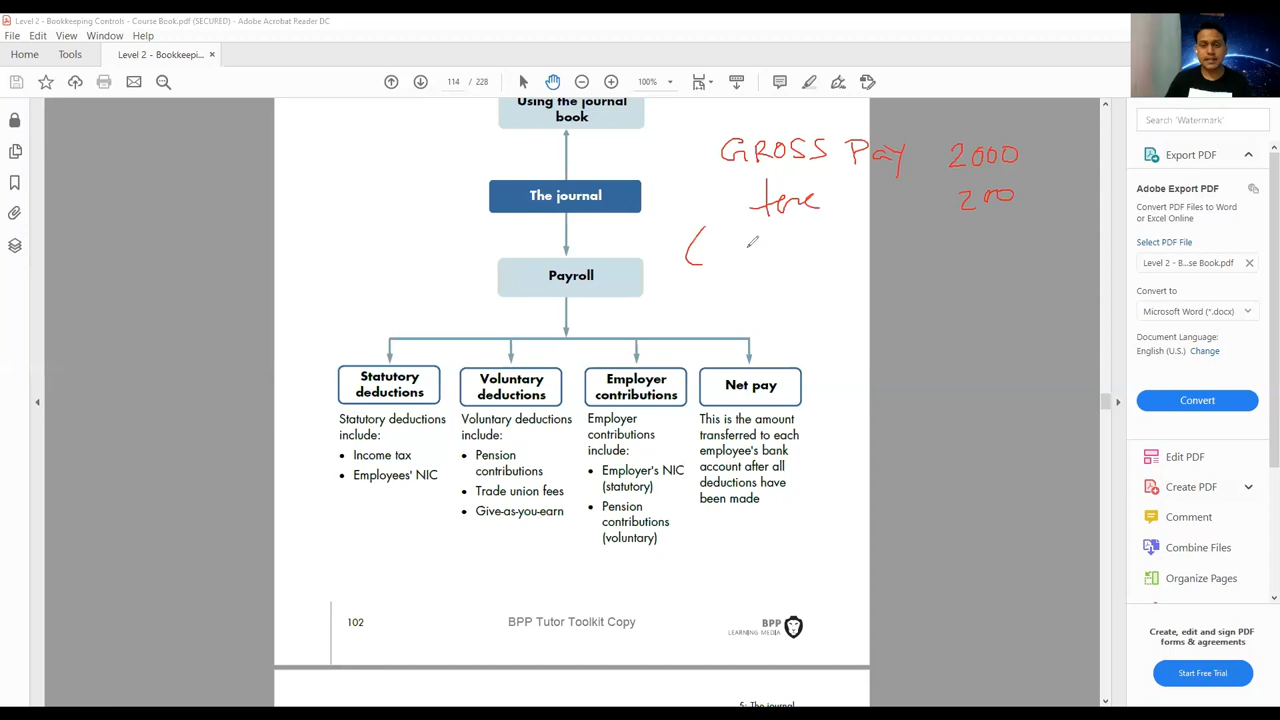 Level 2 - Bookkeeping Controls - Course Book.pdf (SECURED) - Adobe Acrobat Reader DC
File Edit View Window Help
Home Tools Level 2 - Bookkeepi... ×
114 / 228 100%
Using the journal
book
The journal
Payroll
GROSS Pay 2000
200
(
Statutory
deductions
Statutory deductions
include:
• Income tax
• Employees' NIC
Voluntary
deductions
Voluntary deductions
include:
• Pension
contributions
• Trade union fees
• Give-as-you-earn
Employer
contributions
Employer
contributions
include:
• Employer's NIC
(statutory)
• Pension
contributions
(voluntary)
Net pay
This is the amount
transferred to each
employee's bank
account after all
deductions have
been made
102
BPP Tutor Toolkit Copy
BPP
LEARNING MEDIA
5: The journal
Search 'Watermark'
Export PDF
Adobe Export PDF
Convert PDF Files to Word
or Excel Online
Select PDF File
Level 2 - B...se Book.pdf ×
Convert to
Microsoft Word (*.docx)
Document Language:
English (U.S.) Change
Convert
Edit PDF
Create PDF
Comment
Combine Files
Organize Pages
Create, edit and sign PDF
forms & agreements
Start Free Trial